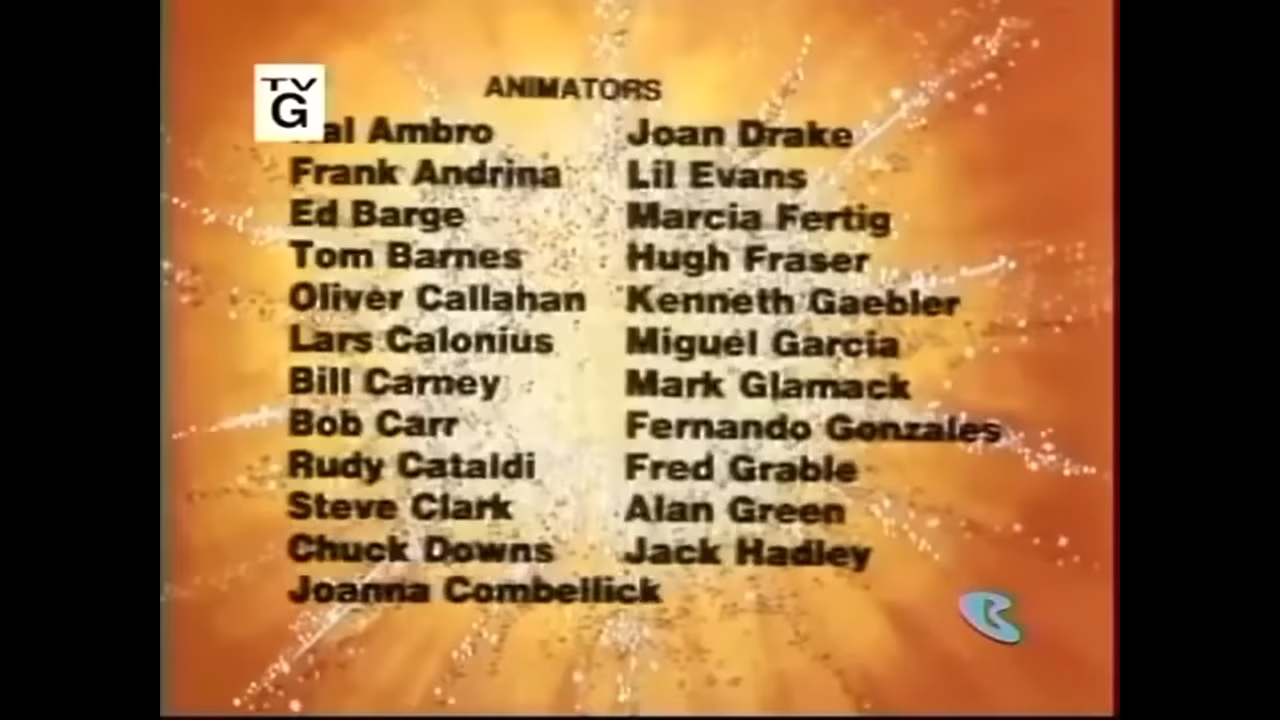 TV
G
ANIMATORS
Ambro
Frank Andrina
Ed Barge
Tom Barnes
Oliver Callahan
Lars Calonius
Bill Carney
Bob Carr
Rudy Cataldi
Steve Clark
Chuck Downs
Joanna Combellick
Joan Drake
Lil Evans
Marcia Fertig
Hugh Fraser
Kenneth Gaebler
Miguel Garcia
Mark Glamack
Fernando Gonzales
Fred Grable
Alan Green
Jack Hadley